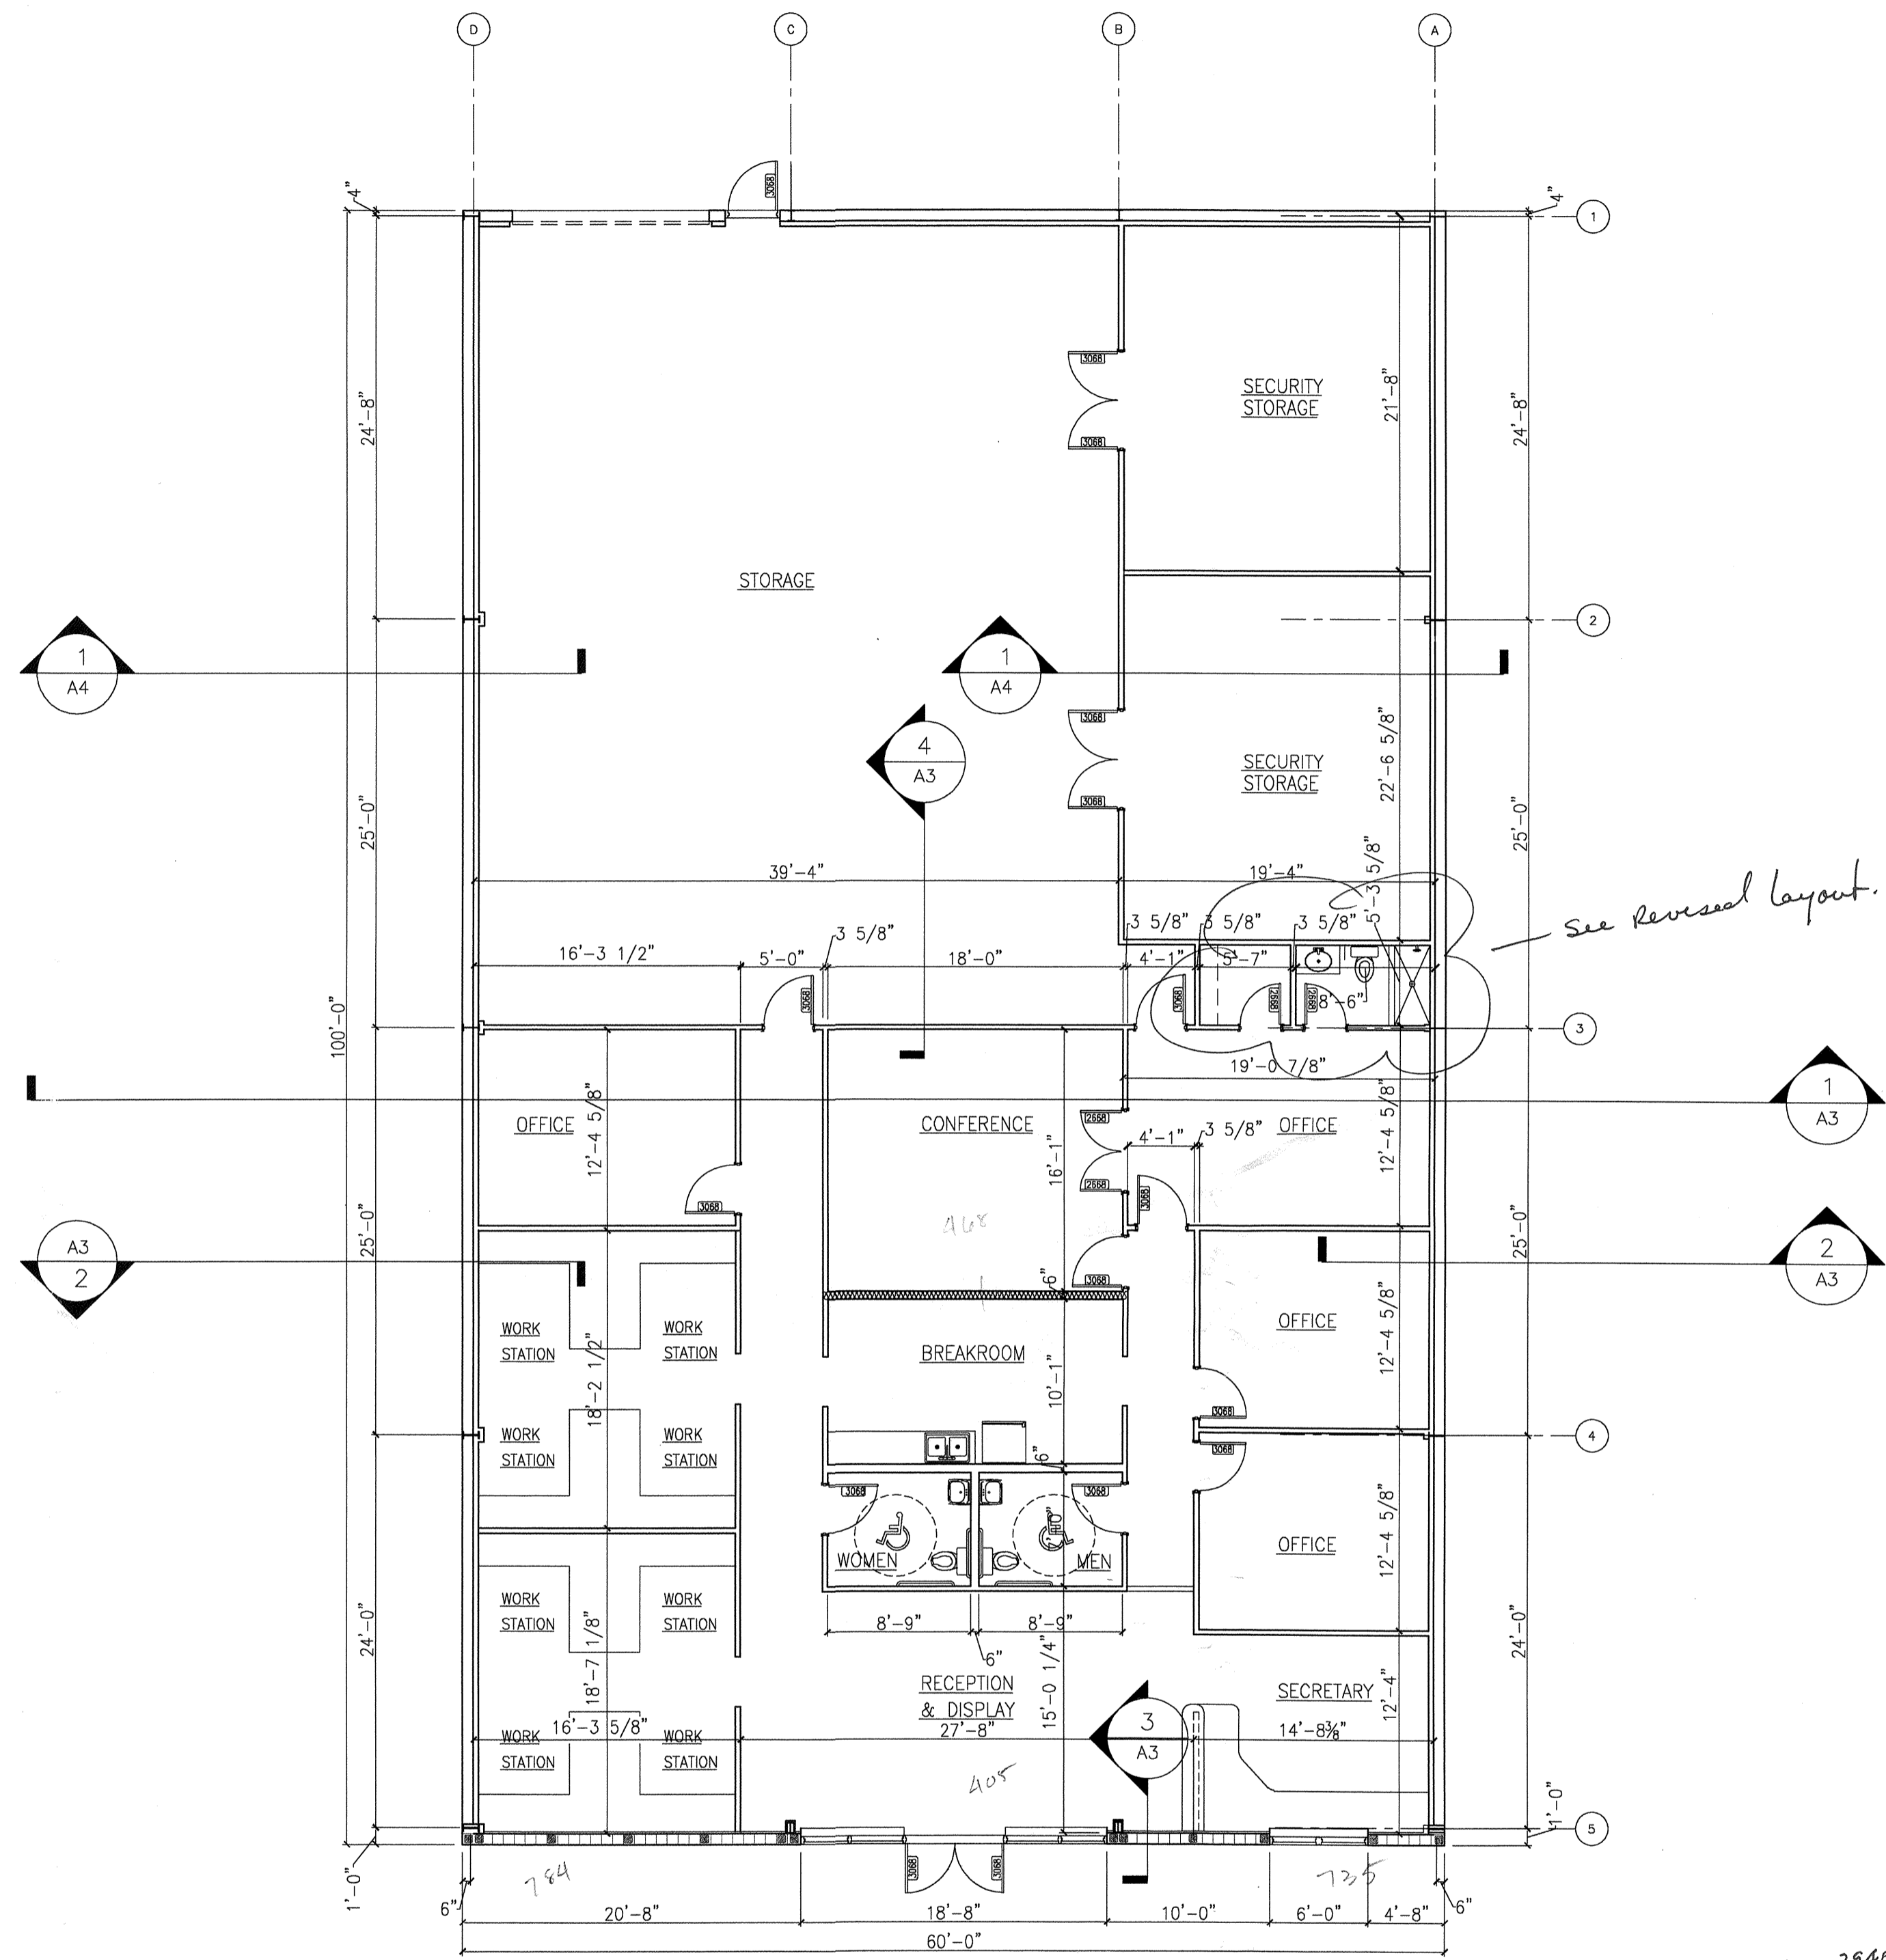 D
C
B
A
3068
4"
4"
1
3068
SECURITY
STORAGE
21'-8"
24'-8"
24'-8"
3068
STORAGE
2
1
A4
1
A4
3068
4
A3
SECURITY
STORAGE
22'-6 5/8"
3068
25'-0"
25'-0"
39'-4"
19'-4"
5'-3 5/8"
See Revised Layout.
3 5/8"
3 5/8"
3 5/8"
3 5/8"
16'-3 1/2"
5'-0"
18'-0"
4'-1"
5'-7"
3068
3068
2668
2668
8'-6"
100'-0"
3
19'-0 7/8"
OFFICE
12'-4 5/8"
CONFERENCE
2668
4'-1"
3 5/8"
OFFICE
12'-4 5/8"
1
A3
16'-1"
2668
3068
3068
468
A3
2
25'-0"
25'-0"
2
A3
3068
6"
WORK
STATION
WORK
STATION
18'-2 1/2"
BREAKROOM
10'-1"
OFFICE
12'-4 5/8"
3068
WORK
STATION
WORK
STATION
4
3068
6"
3068
3068
WOMEN
MEN
OFFICE
12'-4 5/8"
WORK
STATION
WORK
STATION
24'-0"
24'-0"
18'-7 1/8"
8'-9"
8'-9"
6"
15'-0 1/4"
RECEPTION
& DISPLAY
SECRETARY
12'-4"
3
A3
16'-3 5/8"
27'-8"
14'-8⅜"
WORK
STATION
WORK
STATION
405
1'-0"
5
3068
3068
784
735
1'-0"
6"
6"
20'-8"
18'-8"
10'-0"
6'-0"
4'-8"
60'-0"